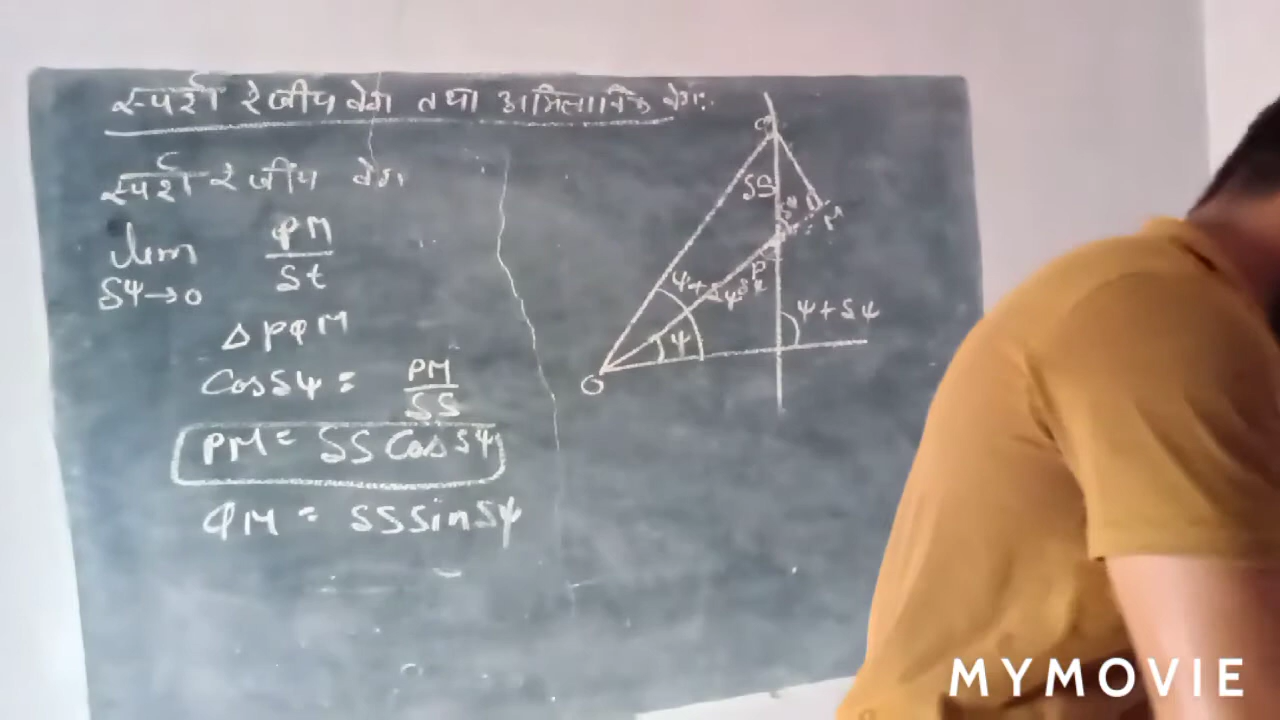 स्पर्श रेजीय वेग तथा अभिलाम्बिक वेग:
स्पर्श रेजीय वेग
lim PM/δt
δψ→0
Δ PQM
Cos δψ = PM/δS
PM = δS Cos δψ
QM = δS sin δψ
Q
δS
M
P
ψ+δψ
ψ
ψ+δψ
O
MYMOVIE